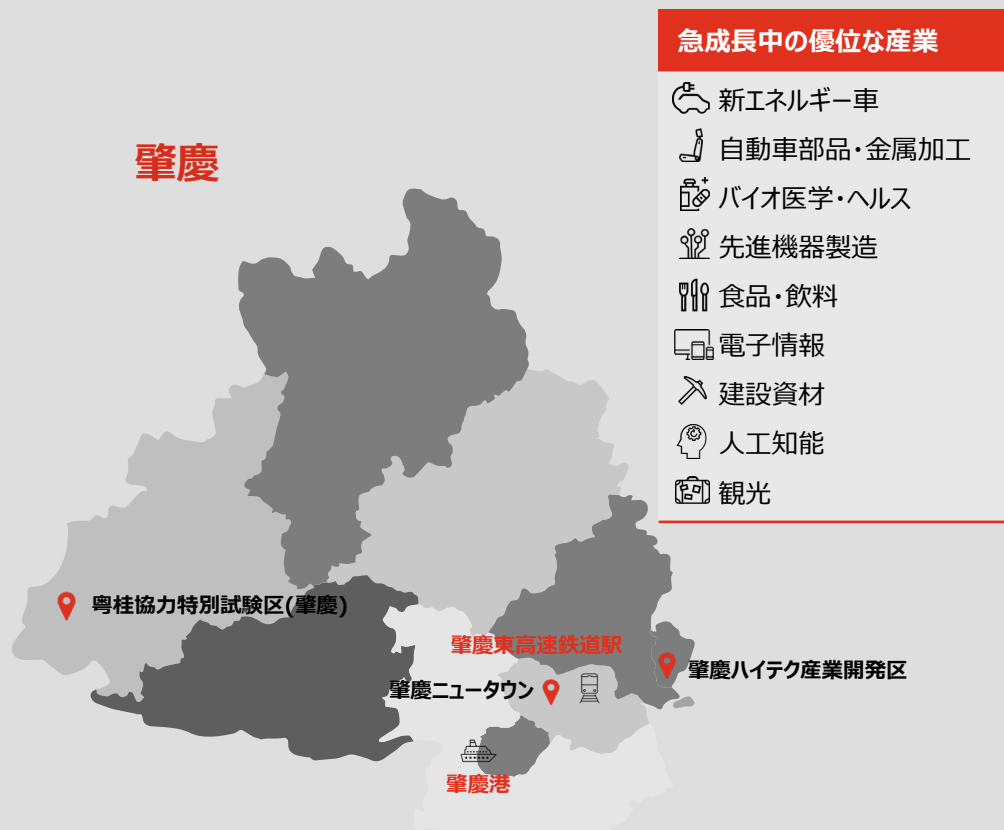 急成長中の優位な産業
新エネルギー車
自動車部品・金属加工
バイオ医学・ヘルス
先進機器製造
食品・飲料
電子情報
建設資材
人工知能
観光
肇慶
粤桂協力特別試験区(肇慶)
肇慶東高速鉄道駅
肇慶ハイテク産業開発区
肇慶ニュータウン
肇慶港